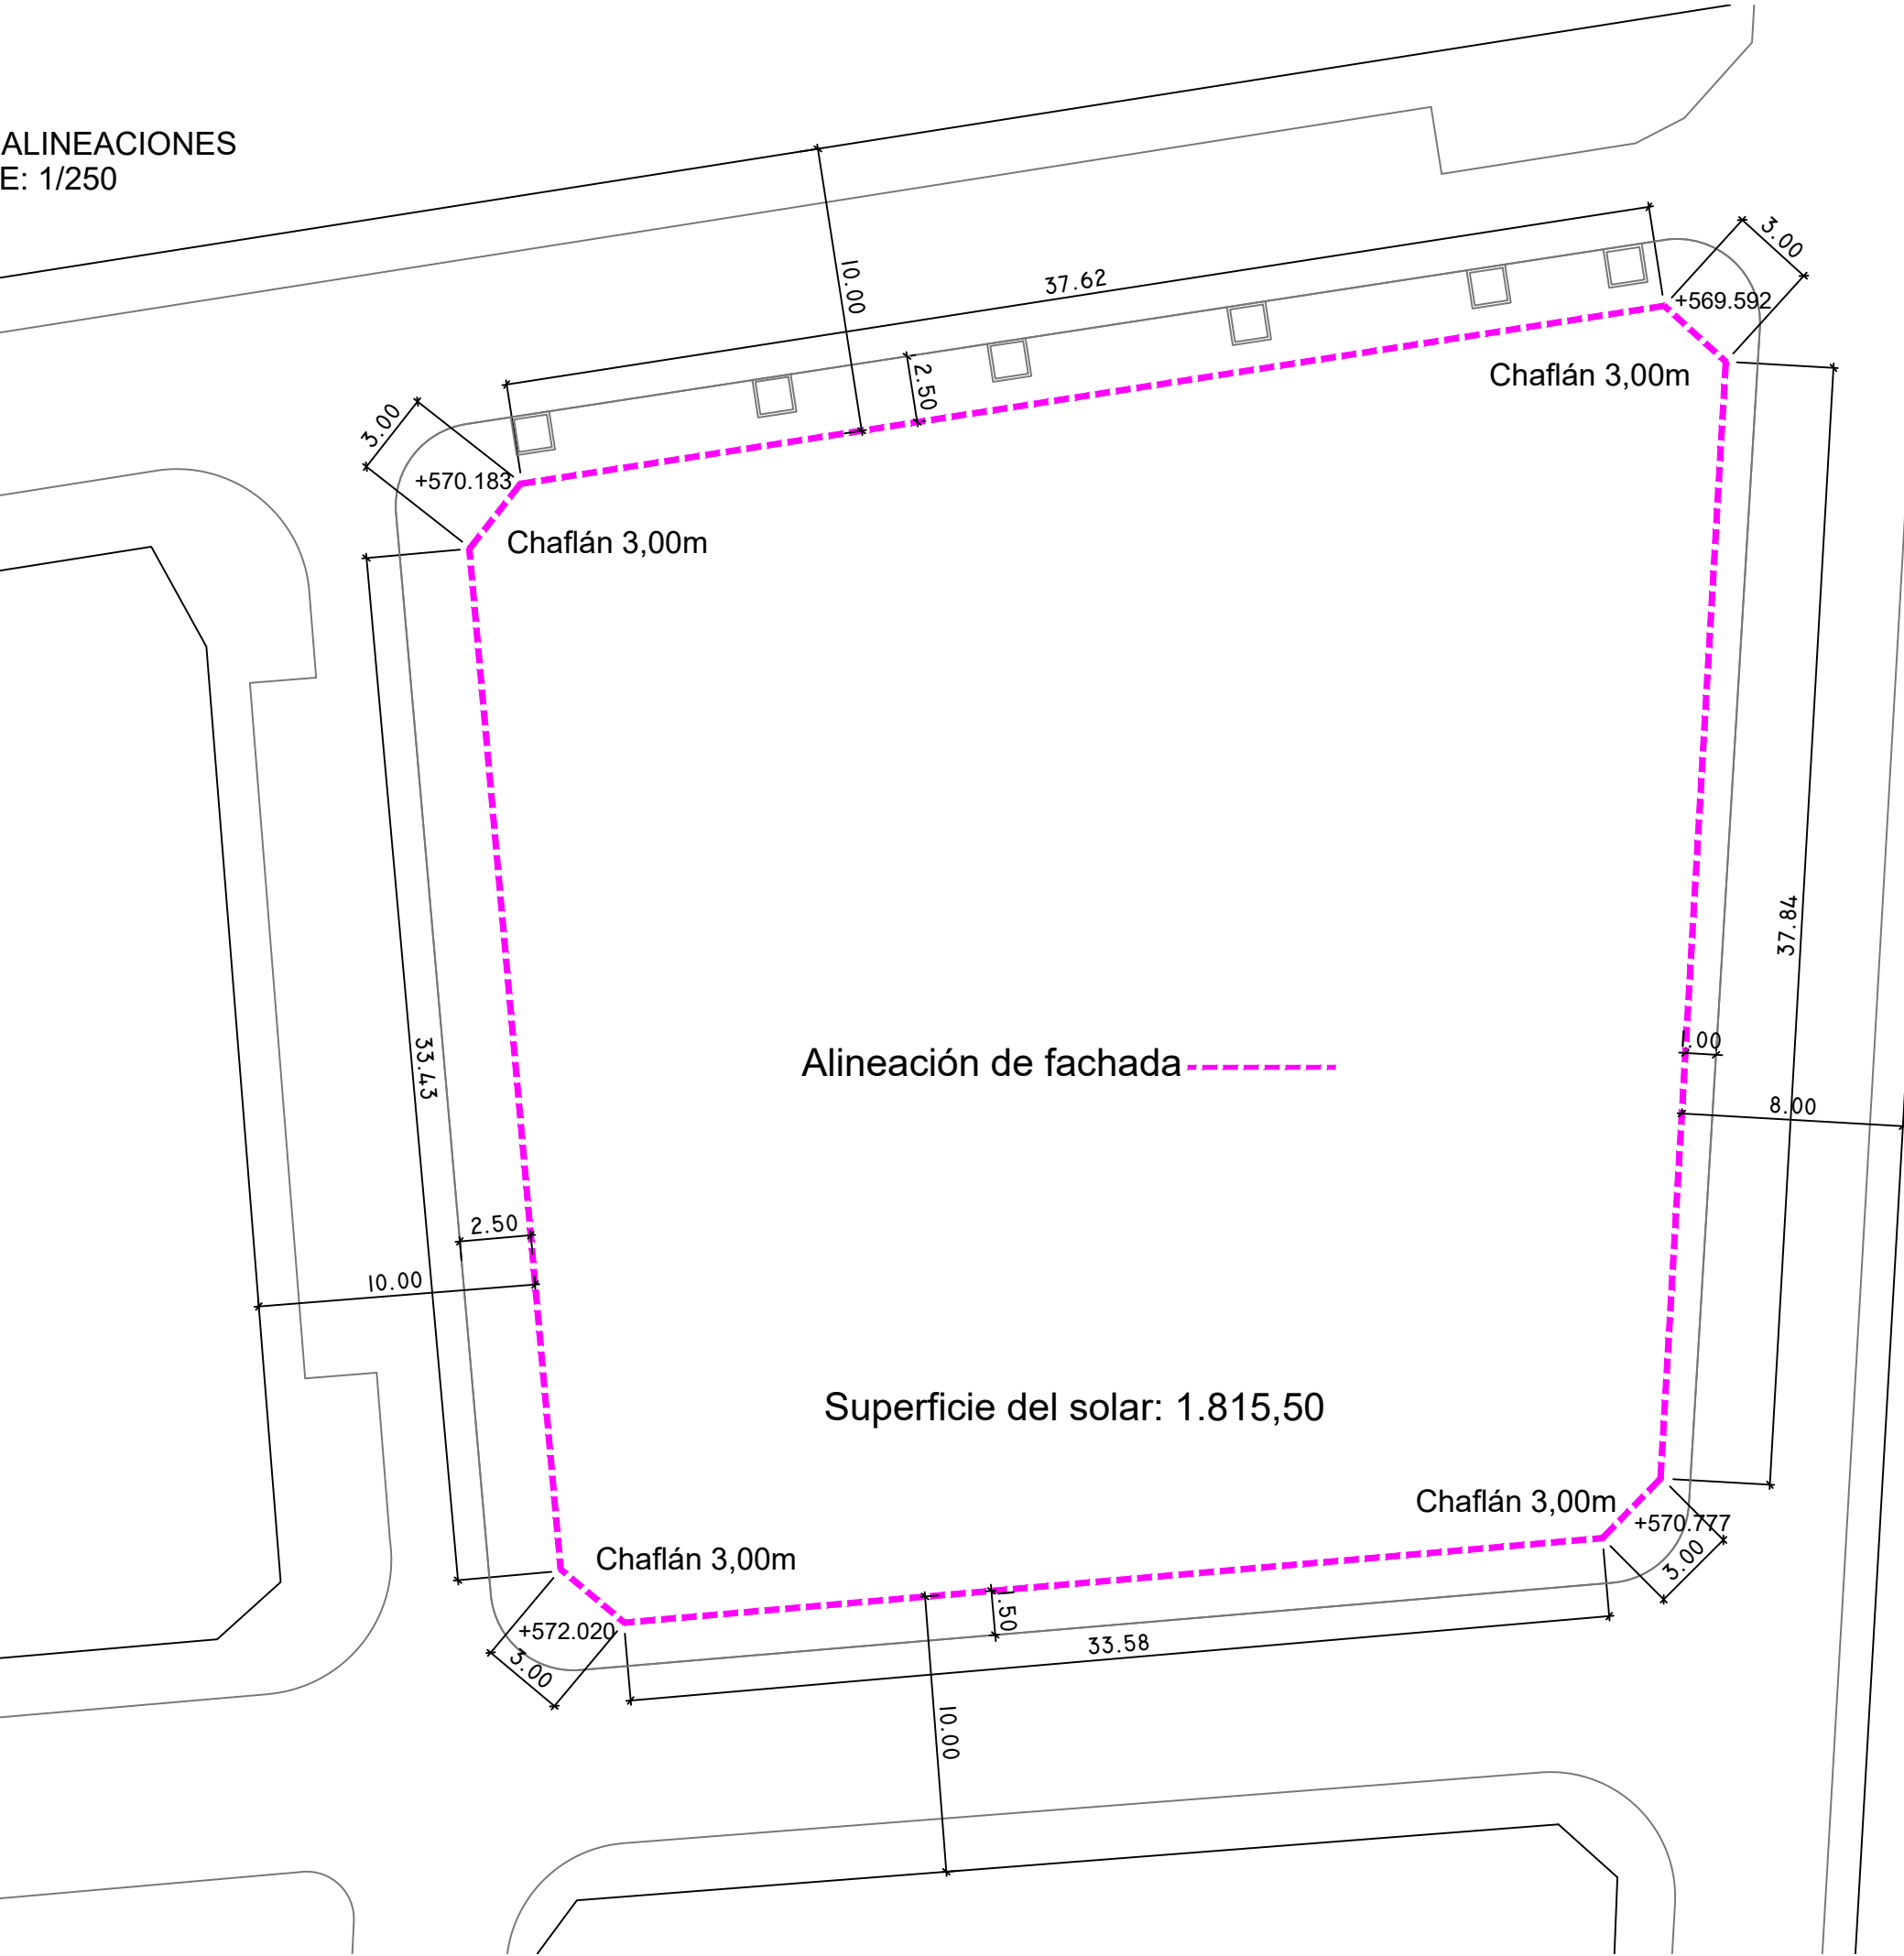 ALINEACIONES
E: 1/250
10.00
37.62
3.00
+569.592
2.50
Chaflán 3,00m
3.00
+570.183
Chaflán 3,00m
37.84
33.43
1.00
Alineación de fachada
8.00
2.50
10.00
Superficie del solar: 1.815,50
Chaflán 3,00m
+570.777
3.00
Chaflán 3,00m
1.50
+572.020
33.58
3.00
10.00